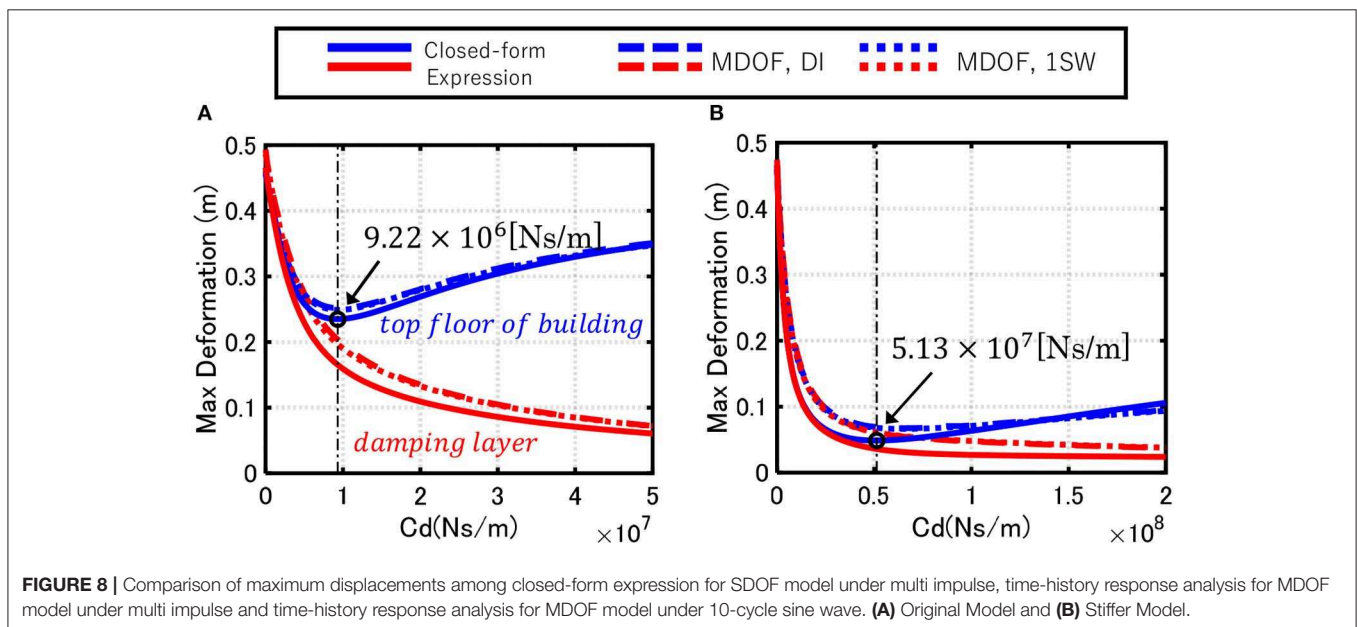 Closed-form
Expression
MDOF, DI
MDOF, 1SW
A
0.5
0.4
0.3
0.2
0.1
0
Max Deformation (m)
9.22 × 10⁶[Ns/m]
top floor of building
damping layer
0 1 2 3 4 5
Cd(Ns/m)
×10⁷
B
0.5
0.4
0.3
0.2
0.1
0
Max Deformation (m)
5.13 × 10⁷[Ns/m]
0 0.5 1 1.5 2
Cd(Ns/m)
×10⁸
FIGURE 8 | Comparison of maximum displacements among closed-form expression for SDOF model under multi impulse, time-history response analysis for MDOF
model under multi impulse and time-history response analysis for MDOF model under 10-cycle sine wave. (A) Original Model and (B) Stiffer Model.